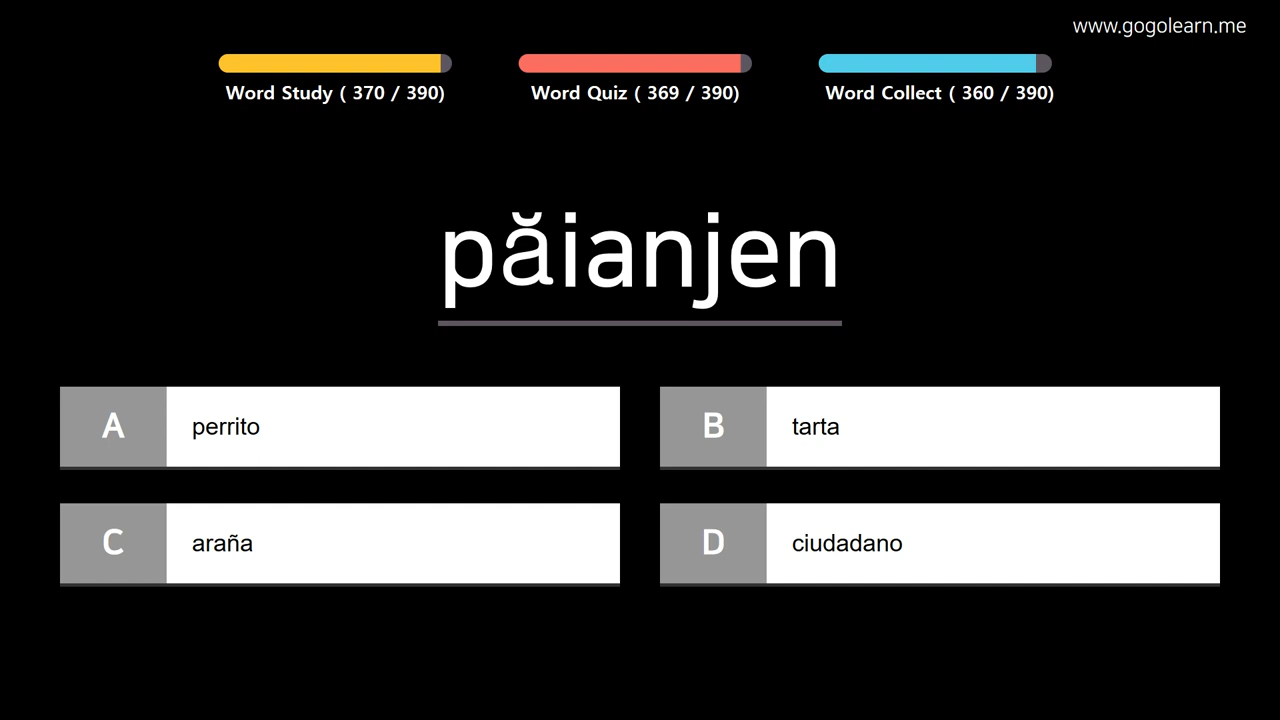 www.gogolearn.me
Word Study ( 370 / 390)
Word Quiz ( 369 / 390)
Word Collect ( 360 / 390)
păianjen
A perrito
B tarta
C araña
D ciudadano